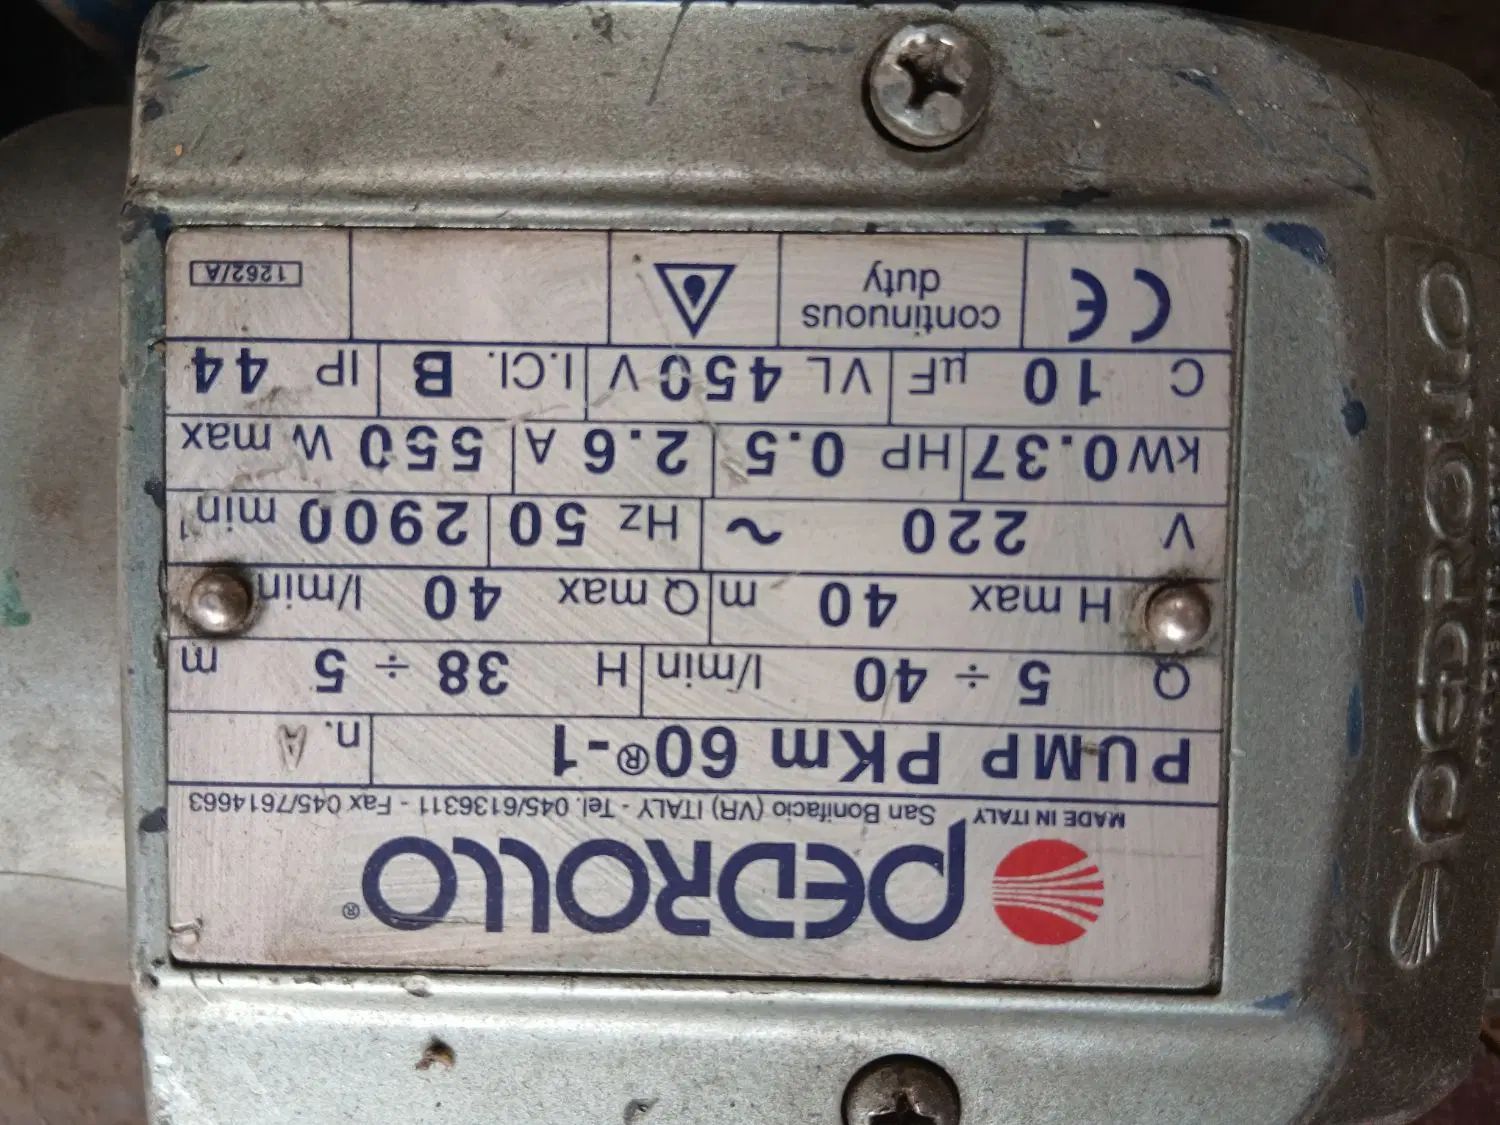 PEDROLLO®
MADE IN ITALY San Bonifacio (VR) ITALY - Tel. 045/6136311 - Fax 045/7614663
PUMP PKm 60®-1 n. A
Q 5 ÷ 40 l/min H 38 ÷ 5 m
H max 40 m Q max 40 l/min
V 220 ~ Hz 50 2900 min⁻¹
kW 0.37 HP 0.5 2.6 A 550 W max
C 10 µF VL 450 V I.Cl. B IP 44
CE continuous
duty
1262/A
PEDROLLO